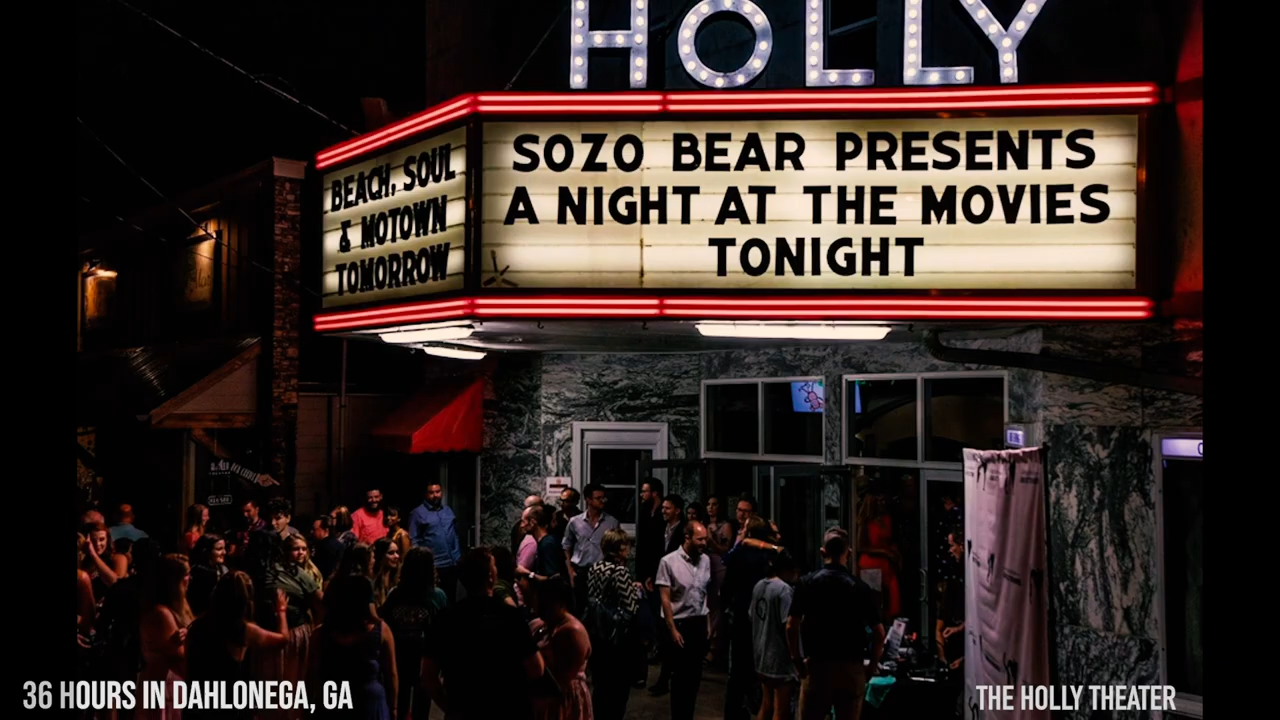 HOLLY
BEACH, SOUL
& MOTOWN
TOMORROW
SOZO BEAR PRESENTS
A NIGHT AT THE MOVIES
TONIGHT
36 HOURS IN DAHLONEGA, GA
THE HOLLY THEATER